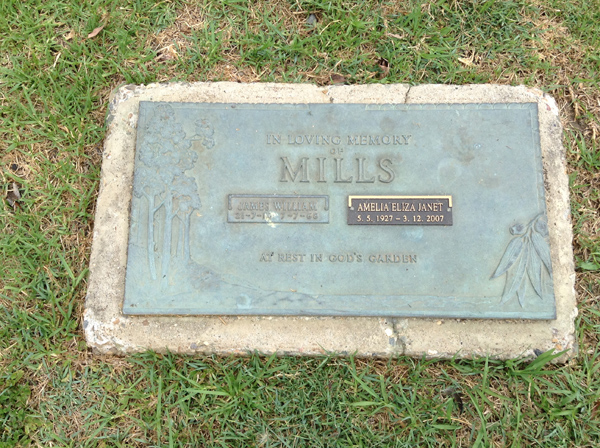 IN LOVING MEMORY
OF
MILLS
JAMES WILLIAM
AMELIA ELIZA JANET
5. 5. 1927 – 3. 12. 2007
AT REST IN GOD'S GARDEN